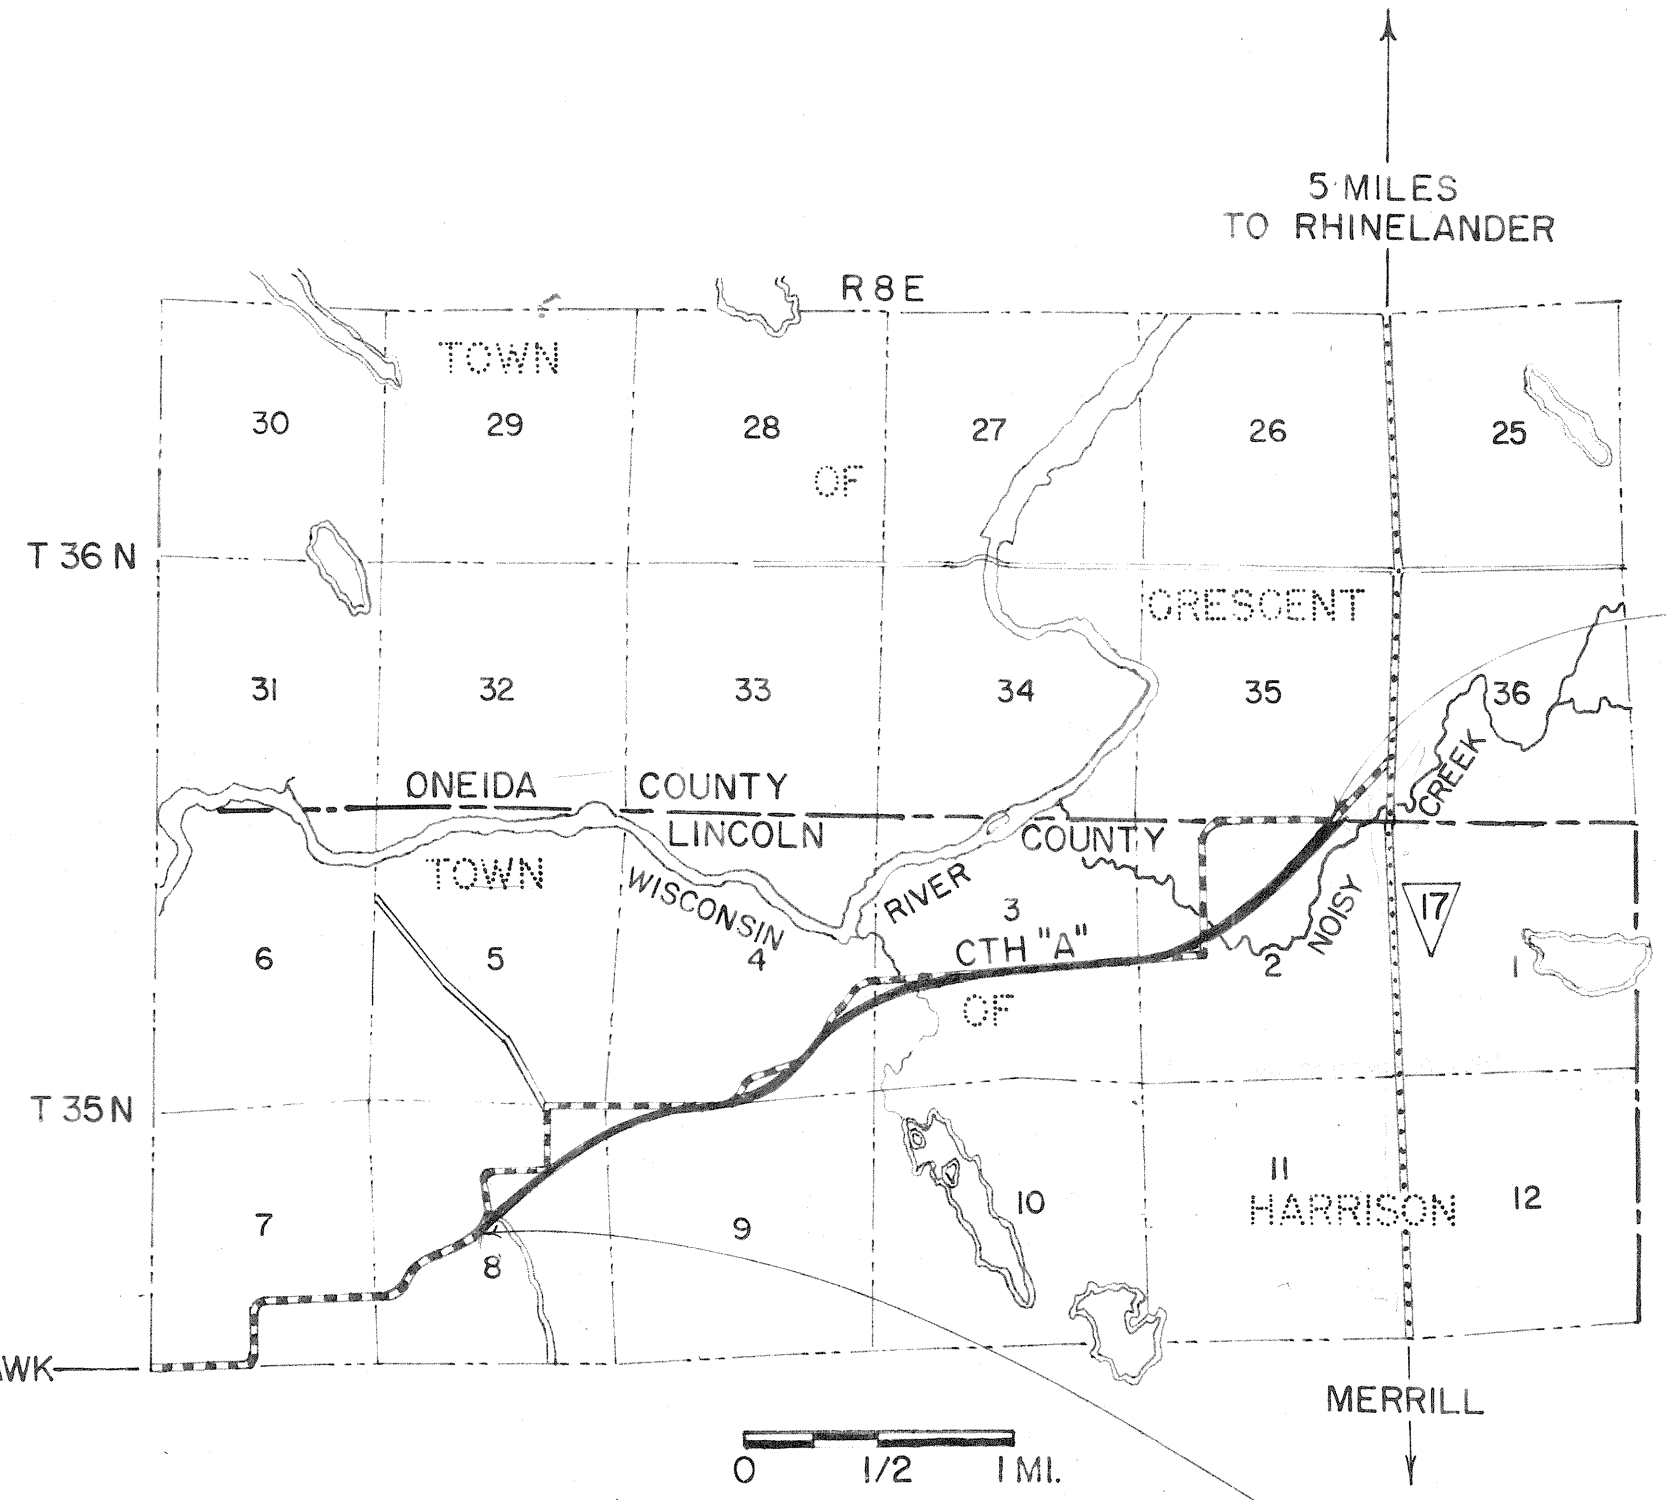 5 MILES
TO RHINELANDER
R 8 E
TOWN
30 29 28 27 26 25
OF
T 36 N
CRESCENT
31 32 33 34 35 36
CREEK
ONEIDA COUNTY
LINCOLN COUNTY
TOWN
WISCONSIN RIVER
NOISY
17
3
CTH "A"
6 5 4 2 1
OF
T 35 N
11
HARRISON
7 8 9 10 12
AWK
MERRILL
0 1/2 1 MI.